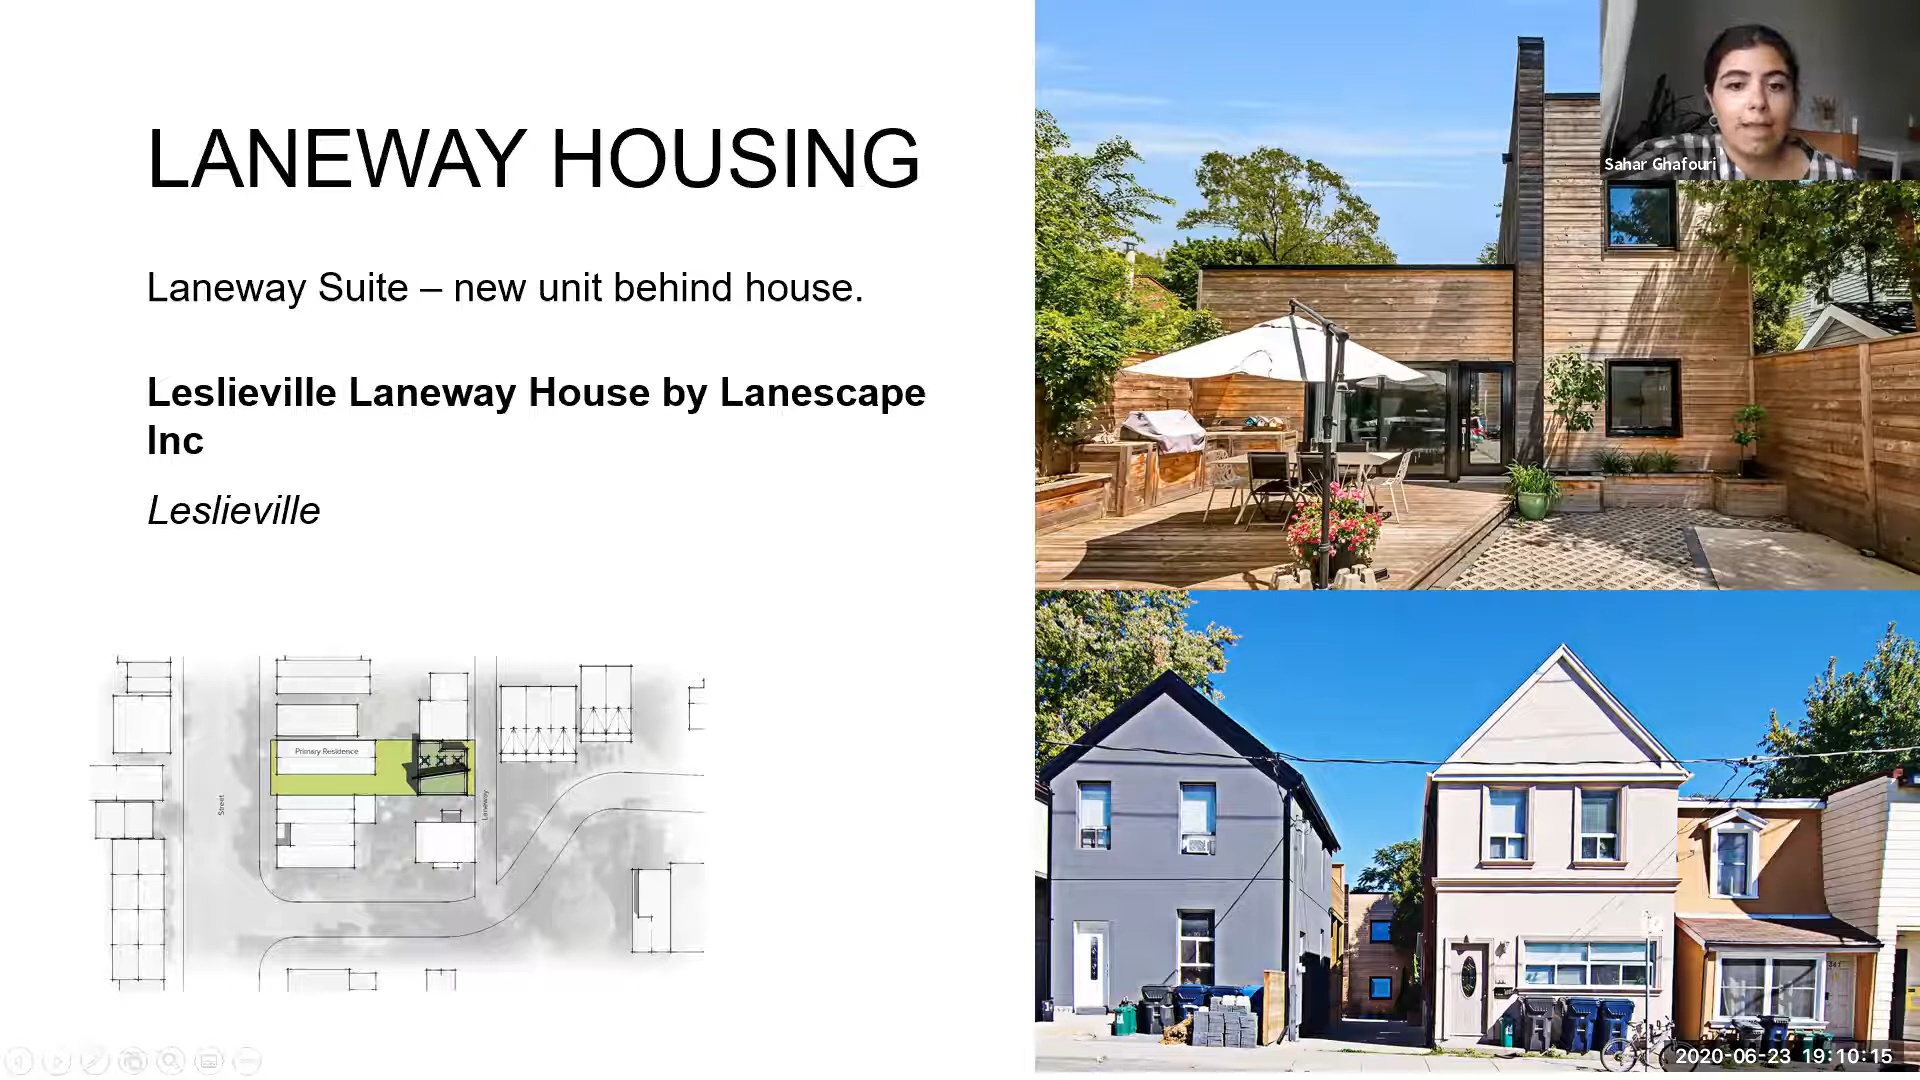 LANEWAY HOUSING
Laneway Suite – new unit behind house.
Leslieville Laneway House by Lanescape
Inc
Leslieville
Primary Residence
Street
Laneway
Sahar Ghafouri
2020-06-23 19:10:15